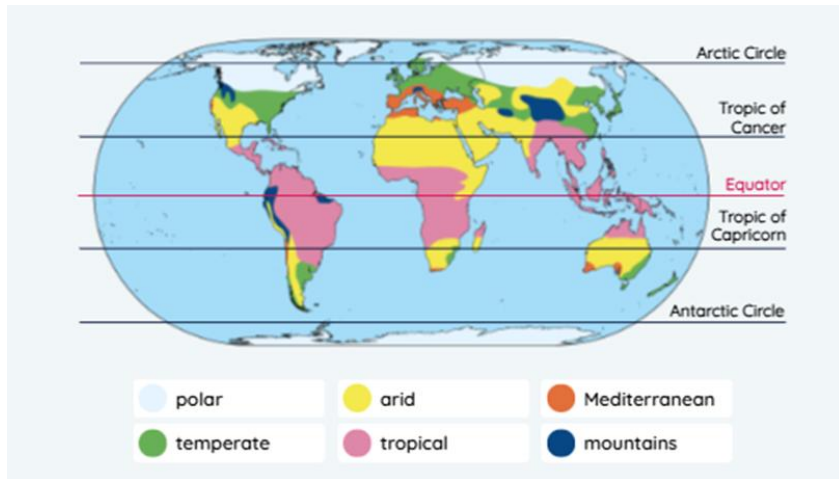 Arctic Circle
Tropic of
Cancer
Equator
Tropic of
Capricorn
Antarctic Circle
polar
arid
Mediterranean
temperate
tropical
mountains